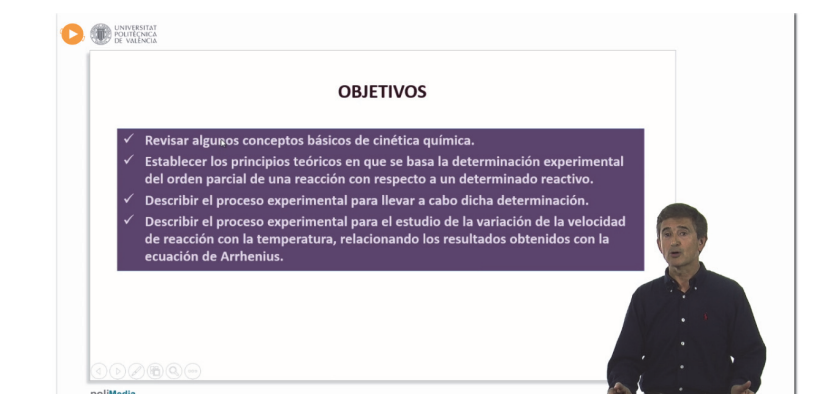 UNIVERSITAT
POLITÈCNICA
DE VALÈNCIA
OBJETIVOS
✓ Revisar algunos conceptos básicos de cinética química.
✓ Establecer los principios teóricos en que se basa la determinación experimental
del orden parcial de una reacción con respecto a un determinado reactivo.
✓ Describir el proceso experimental para llevar a cabo dicha determinación.
✓ Describir el proceso experimental para el estudio de la variación de la velocidad
de reacción con la temperatura, relacionando los resultados obtenidos con la
ecuación de Arrhenius.
poliMedia